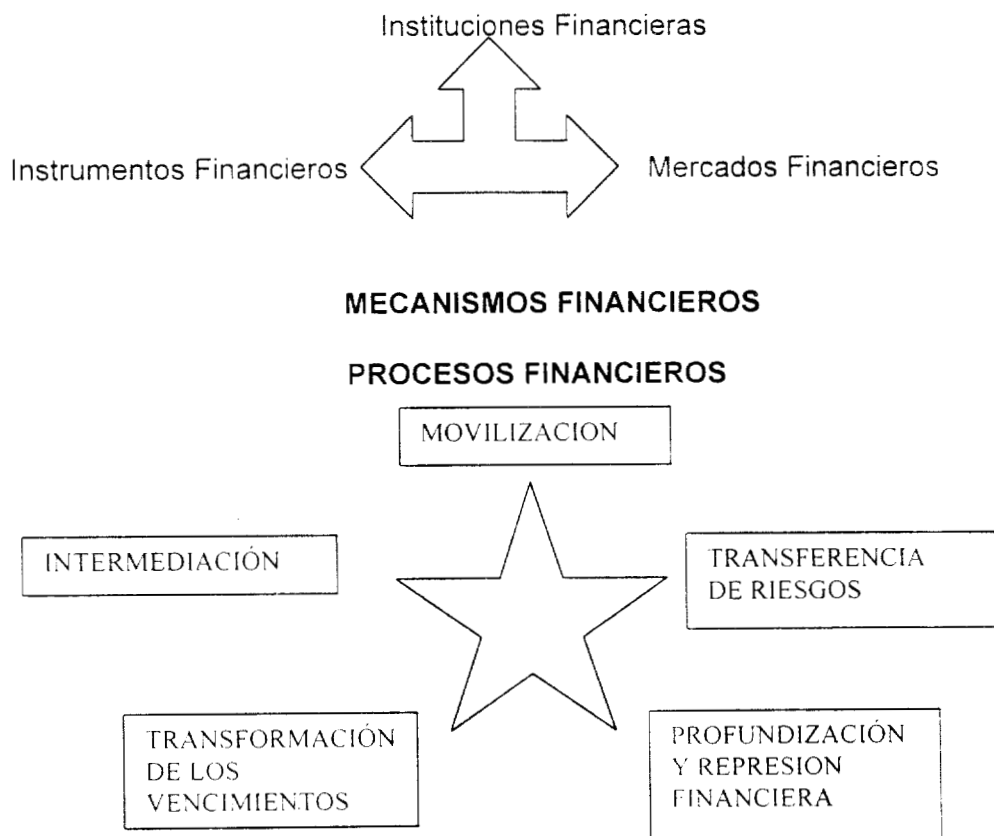 Instituciones Financieras
Instrumentos Financieros
Mercados Financieros
MECANISMOS FINANCIEROS
PROCESOS FINANCIEROS
MOVILIZACION
INTERMEDIACIÓN
TRANSFERENCIA
DE RIESGOS
TRANSFORMACIÓN
DE LOS
VENCIMIENTOS
PROFUNDIZACIÓN
Y REPRESION
FINANCIERA